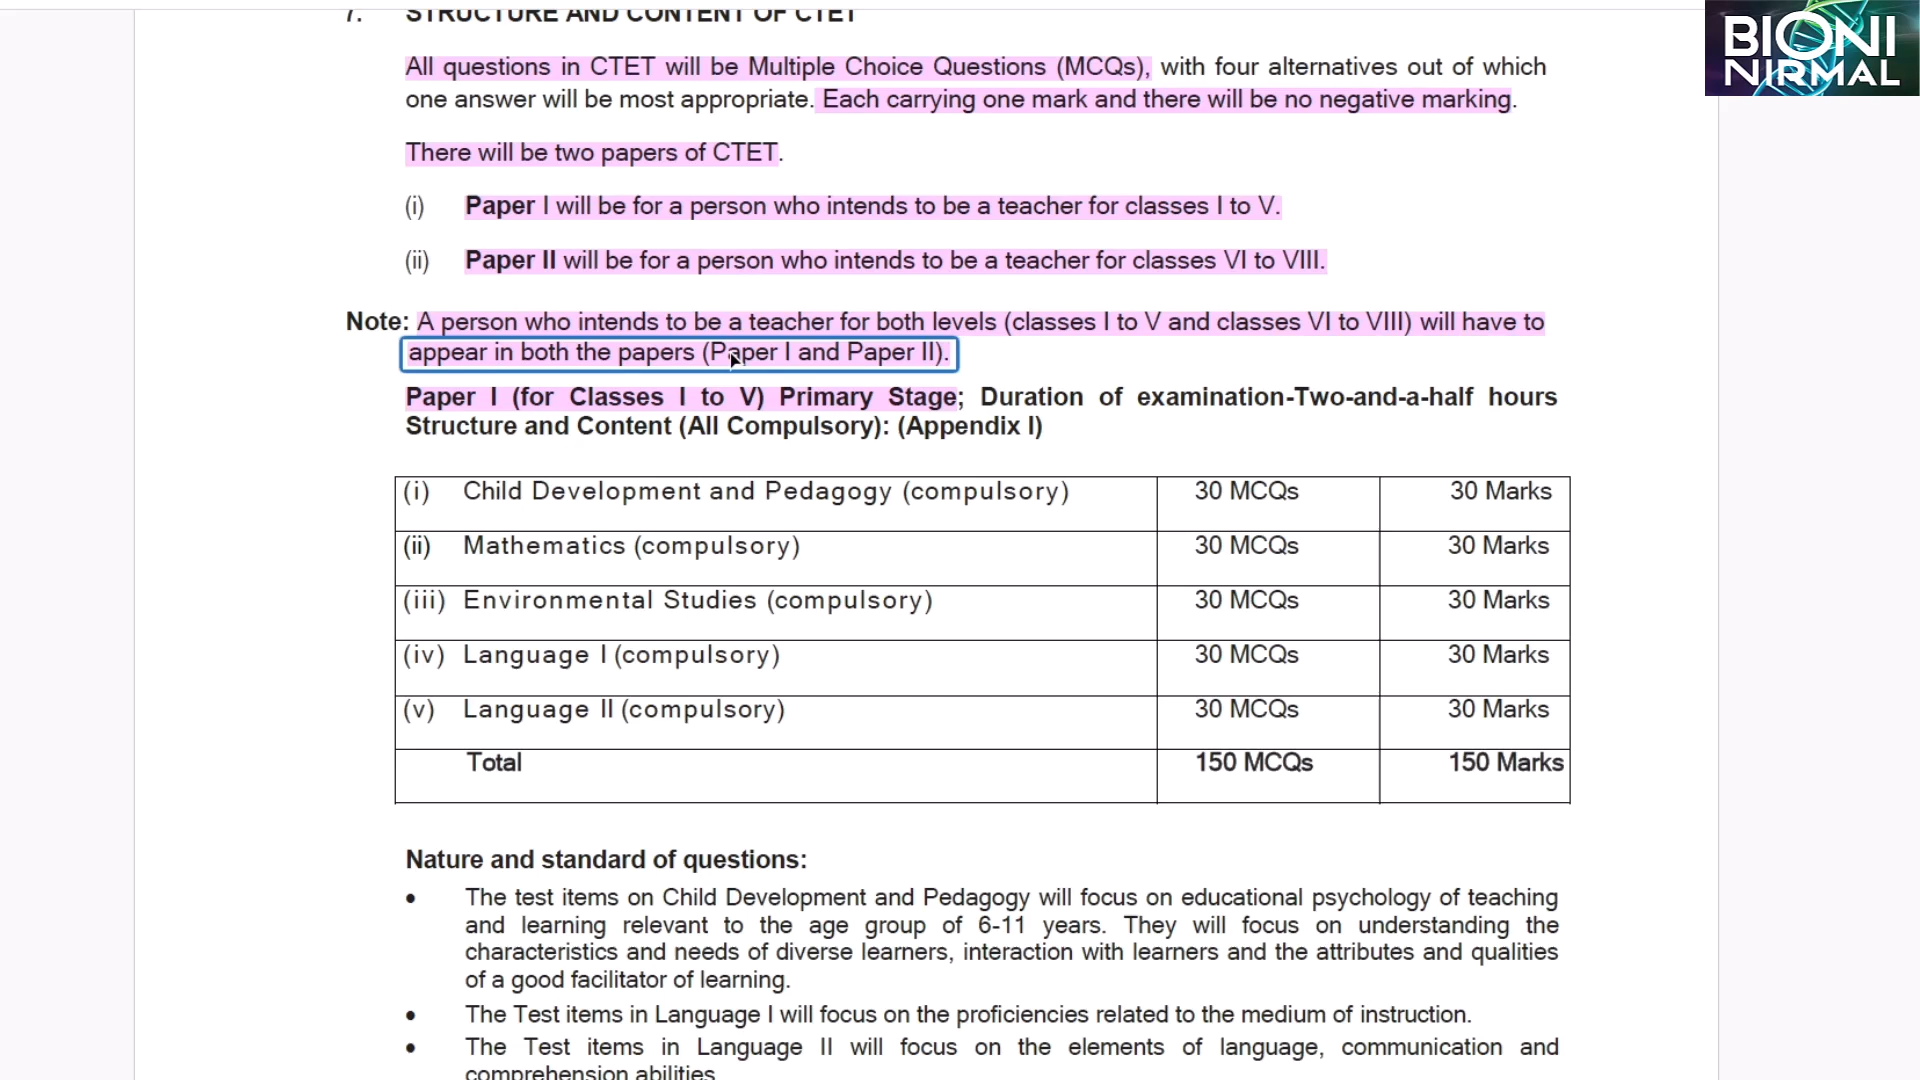 7. STRUCTURE AND CONTENT OF CTET
BIONI
NIRMAL
All questions in CTET will be Multiple Choice Questions (MCQs), with four alternatives out of which
one answer will be most appropriate. Each carrying one mark and there will be no negative marking.
There will be two papers of CTET.
(i) Paper I will be for a person who intends to be a teacher for classes I to V.
(ii) Paper II will be for a person who intends to be a teacher for classes VI to VIII.
Note: A person who intends to be a teacher for both levels (classes I to V and classes VI to VIII) will have to
appear in both the papers (Paper I and Paper II).
Paper I (for Classes I to V) Primary Stage; Duration of examination-Two-and-a-half hours
Structure and Content (All Compulsory): (Appendix I)
(i) Child Development and Pedagogy (compulsory) 30 MCQs 30 Marks
(ii) Mathematics (compulsory) 30 MCQs 30 Marks
(iii) Environmental Studies (compulsory) 30 MCQs 30 Marks
(iv) Language I (compulsory) 30 MCQs 30 Marks
(v) Language II (compulsory) 30 MCQs 30 Marks
Total 150 MCQs 150 Marks
Nature and standard of questions:
• The test items on Child Development and Pedagogy will focus on educational psychology of teaching
and learning relevant to the age group of 6-11 years. They will focus on understanding the
characteristics and needs of diverse learners, interaction with learners and the attributes and qualities
of a good facilitator of learning.
• The Test items in Language I will focus on the proficiencies related to the medium of instruction.
• The Test items in Language II will focus on the elements of language, communication and
comprehension abilities.